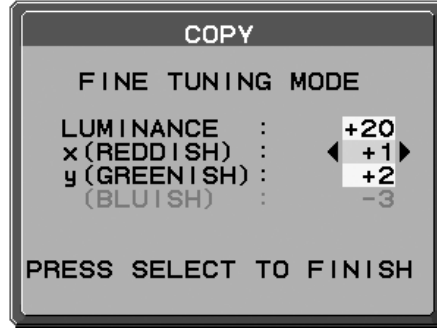 COPY
FINE TUNING MODE
LUMINANCE : +20
x(REDDISH) : +1
y(GREENISH) : +2
(BLUISH) : -3
PRESS SELECT TO FINISH